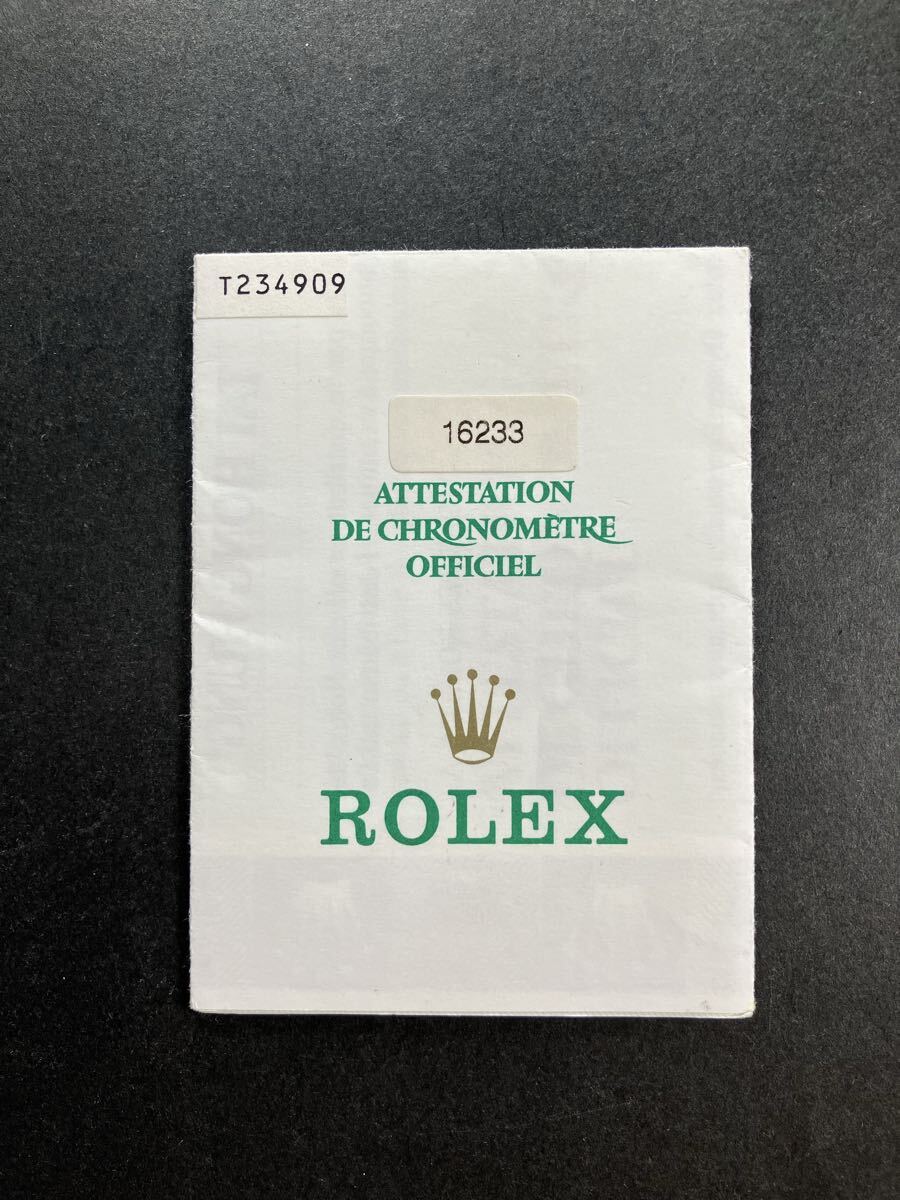 T234909
16233
ATTESTATION
DE CHRONOMÈTRE
OFFICIEL
ROLEX